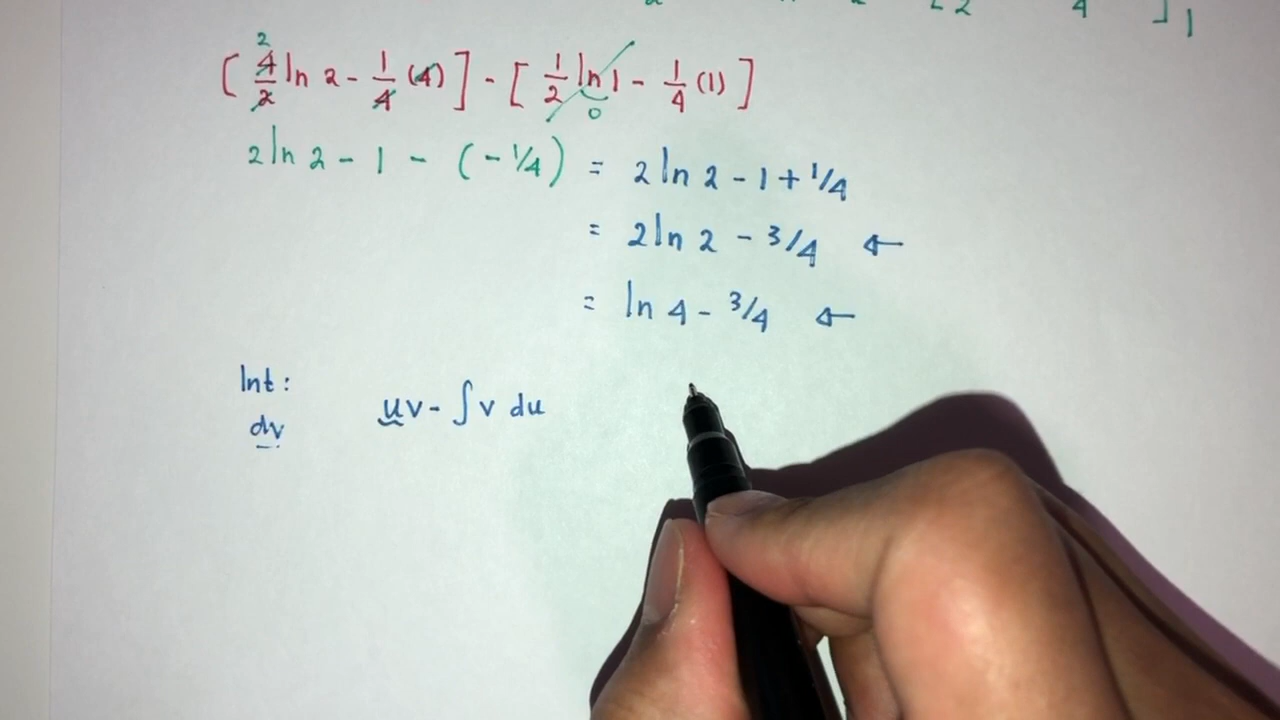 [ 4/2 ln 2 - 1/4 (4) ] - [ 1/2 ln 1 - 1/4 (1) ]
2 ln 2 - 1 - (-1/4) = 2 ln 2 - 1 + 1/4
= 2 ln 2 - 3/4 ←
= ln 4 - 3/4 ←
Int:
dv uv - ∫ v du